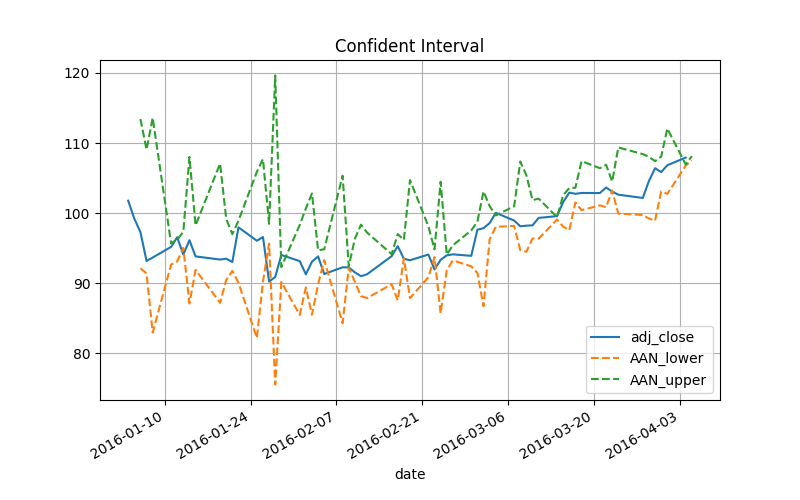 Confident Interval
120
110
100
90
80
adj_close
AAN_lower
AAN_upper
2016-01-10
2016-01-24
2016-02-07
2016-02-21
2016-03-06
2016-03-20
2016-04-03
date